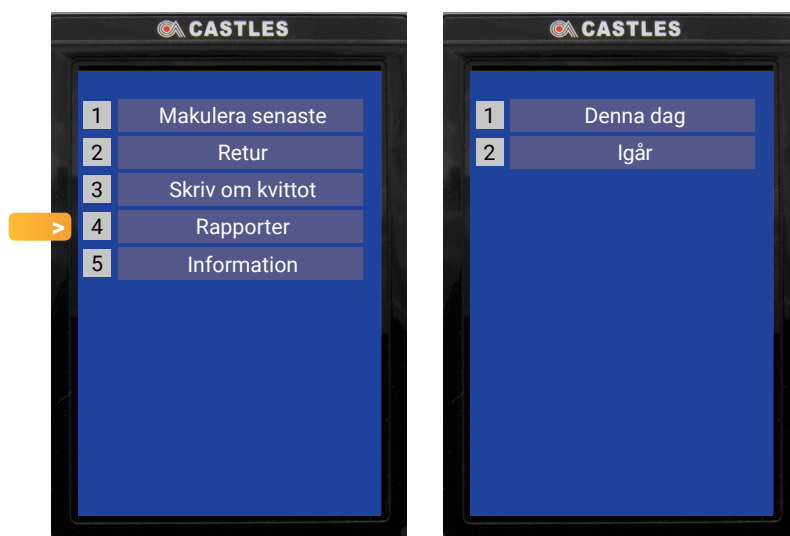 CASTLES
1 Makulera senaste
2 Retur
3 Skriv om kvittot
> 4 Rapporter
5 Information
CASTLES
1 Denna dag
2 Igår